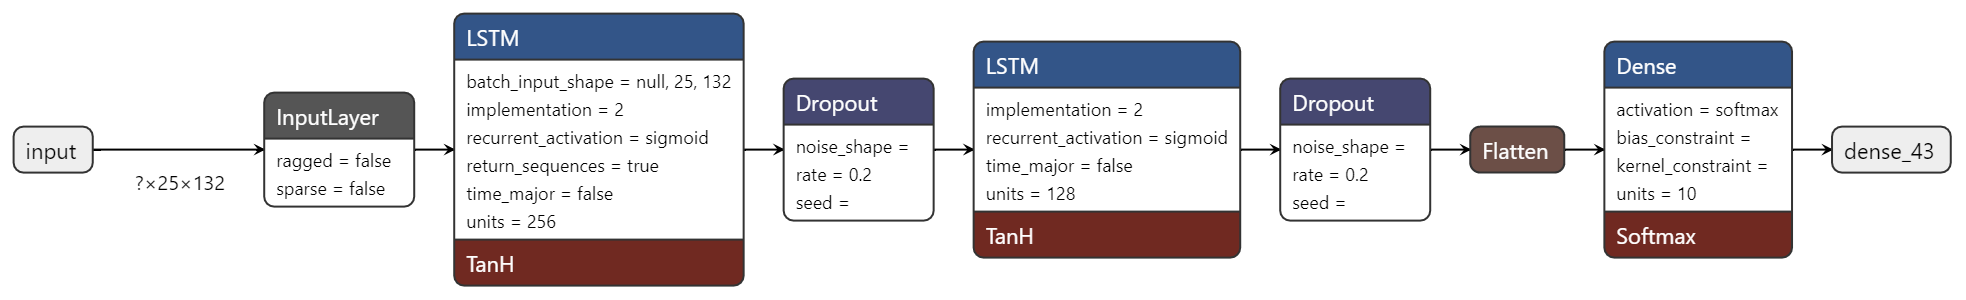 input
?×25×132
InputLayer
ragged = false
sparse = false
LSTM
batch_input_shape = null, 25, 132
implementation = 2
recurrent_activation = sigmoid
return_sequences = true
time_major = false
units = 256
TanH
Dropout
noise_shape =
rate = 0.2
seed =
LSTM
implementation = 2
recurrent_activation = sigmoid
time_major = false
units = 128
TanH
Dropout
noise_shape =
rate = 0.2
seed =
Flatten
Dense
activation = softmax
bias_constraint =
kernel_constraint =
units = 10
Softmax
dense_43